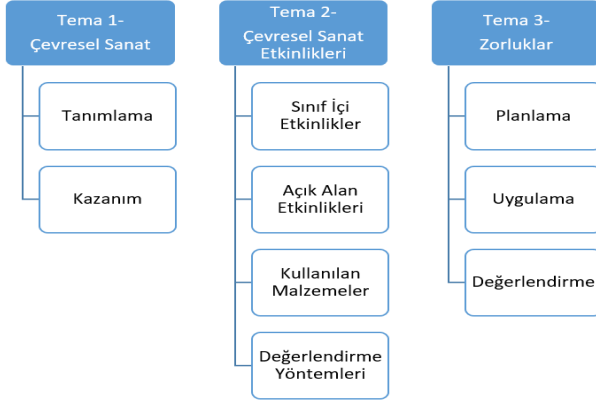 Tema 1-
Çevresel Sanat
Tanımlama
Kazanım
Tema 2-
Çevresel Sanat
Etkinlikleri
Sınıf İçi
Etkinlikler
Açık Alan
Etkinlikleri
Kullanılan
Malzemeler
Değerlendirme
Yöntemleri
Tema 3-
Zorluklar
Planlama
Uygulama
Değerlendirme